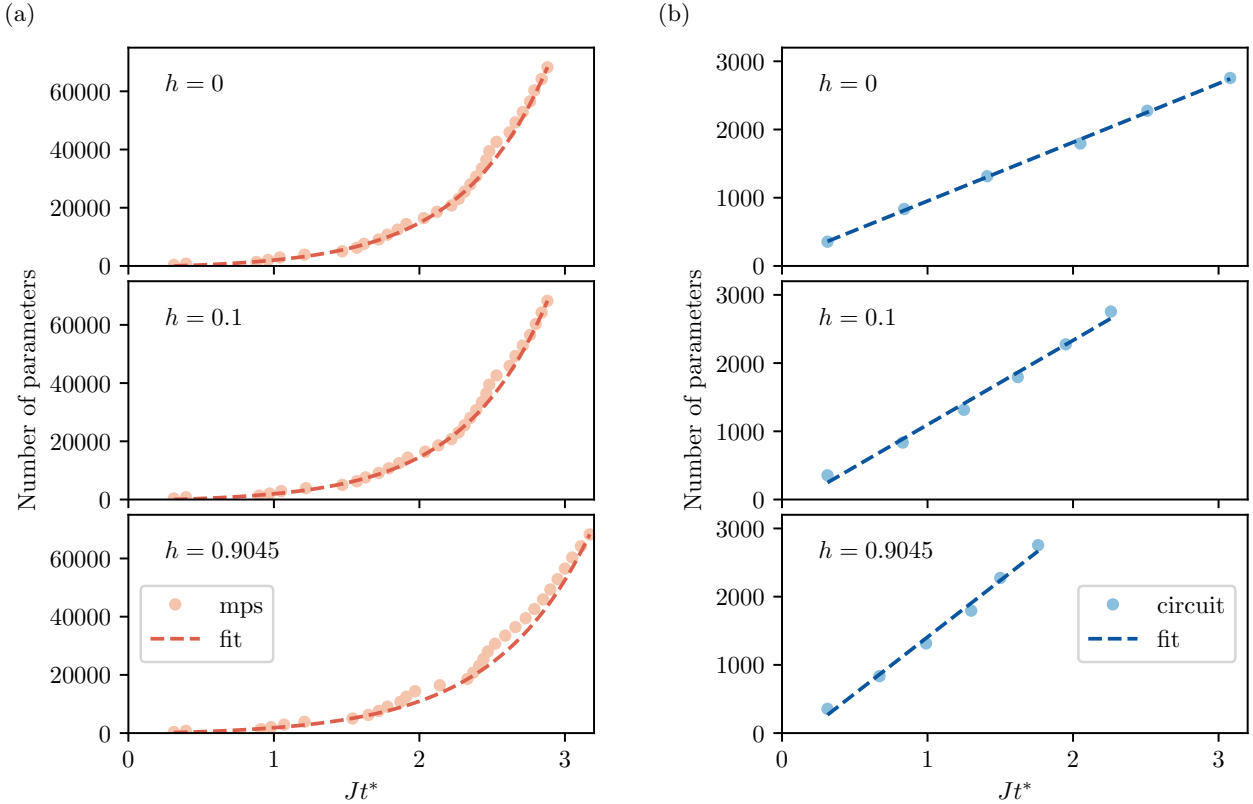 (a)
Number of parameters
h = 0
60000
40000
20000
0
h = 0.1
60000
40000
20000
0
h = 0.9045
60000
40000
20000
0
mps
fit
0 1 2 3
Jt*
(b)
Number of parameters
h = 0
3000
2000
1000
0
h = 0.1
3000
2000
1000
0
h = 0.9045
3000
2000
1000
0
circuit
fit
0 1 2 3
Jt*